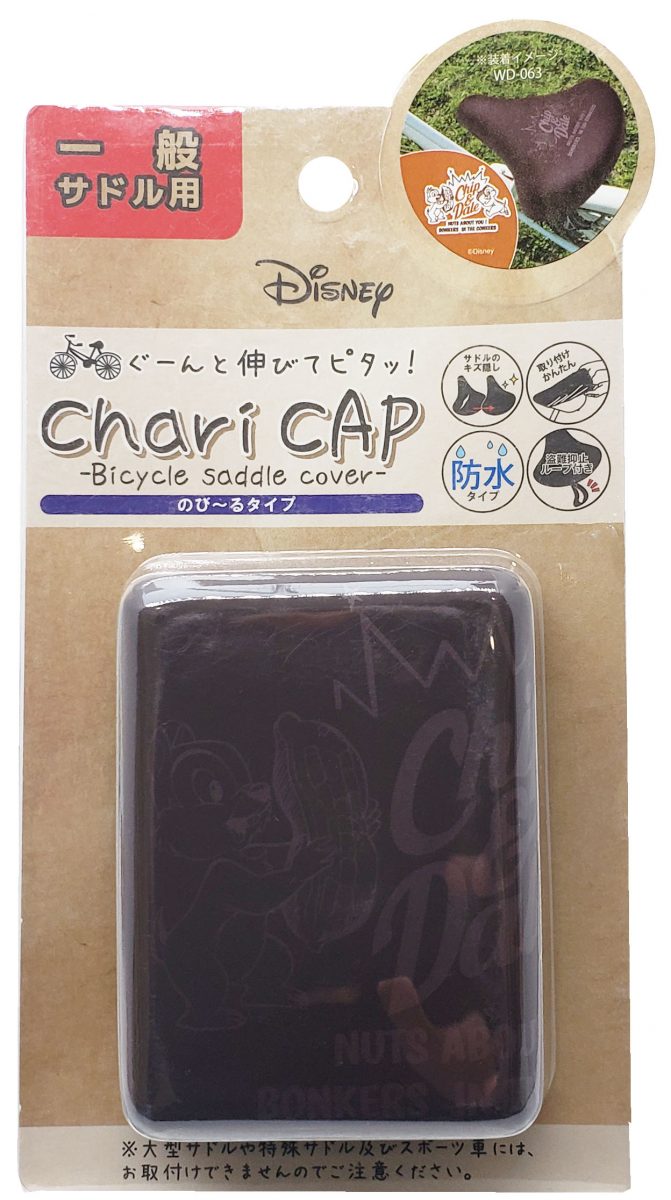 ※装着イメージ
WD-063
Chip
&
Dale
NUTS ABOUT YOU!
BONKERS IN THE CONKERS
©Disney
Chip
&
Dale
一般
サドル用
Disney
ぐーんと伸びてピタッ!
Chari CAP
-Bicycle saddle cover-
のび〜るタイプ
サドルの
キズ隠し
取り付け
かんたん
防水
タイプ
盗難抑止
ループ付き
Chi
Da
NUTS ABOU
BONKERS IN
※大型サドルや特殊サドル及びスポーツ車には、
お取付けできませんのでご注意ください。